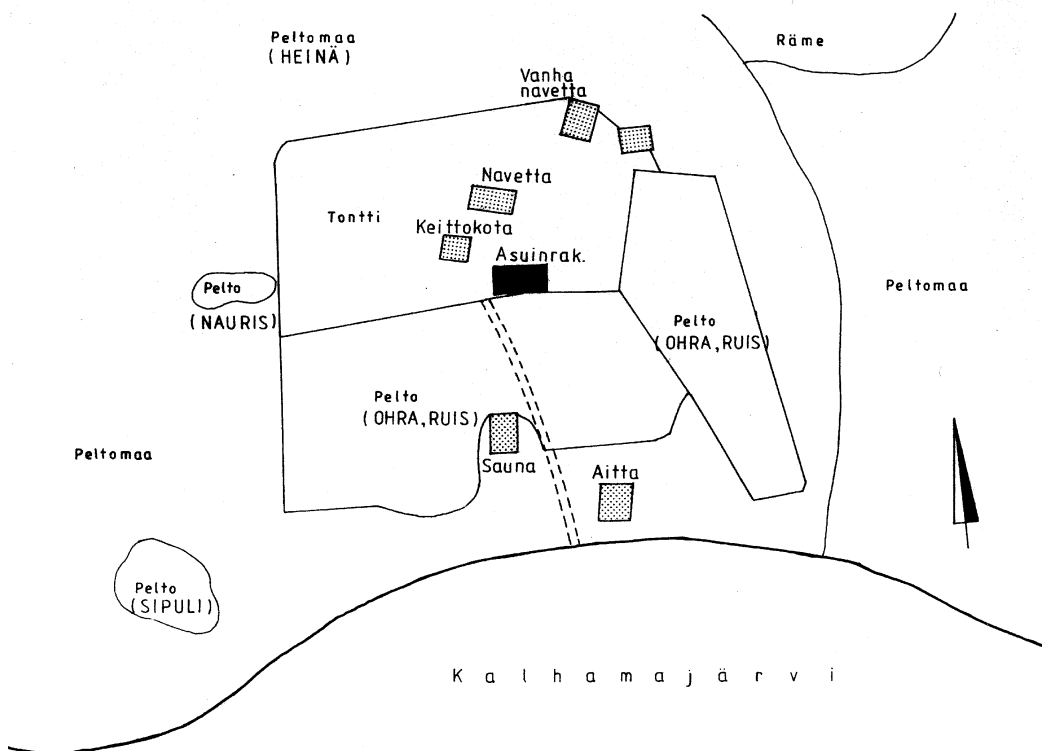 Peltomaa
(HEINÄ)
Räme
Vanha
navetta
Navetta
Tontti
Keittokota
Asuinrak.
Pelto
(NAURIS)
Peltomaa
Pelto
(OHRA, RUIS)
Pelto
(OHRA, RUIS)
Peltomaa
Sauna
Aitta
Pelto
(SIPULI)
Kalhamajärvi